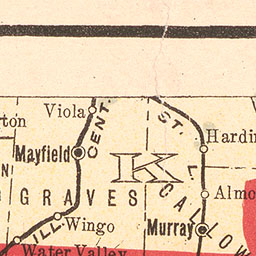 Viola
CENT.
ST. L
Hardin
rton
Mayfield
K
GRAVES
CALLOW
Almo
ILL.
Wingo
Murray
Water Valley